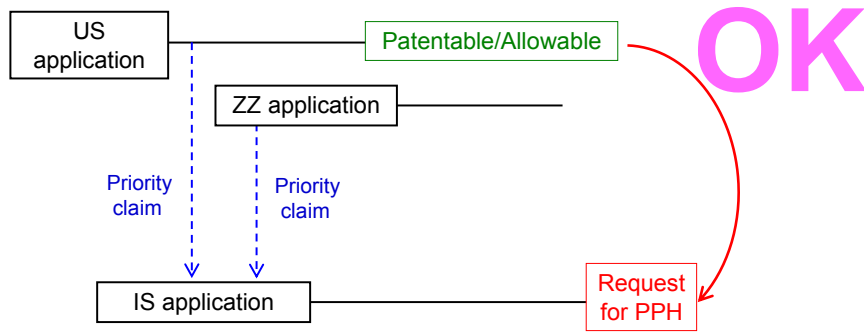 US
application
Patentable/Allowable
OK
ZZ application
Priority
claim
Priority
claim
IS application
Request
for PPH